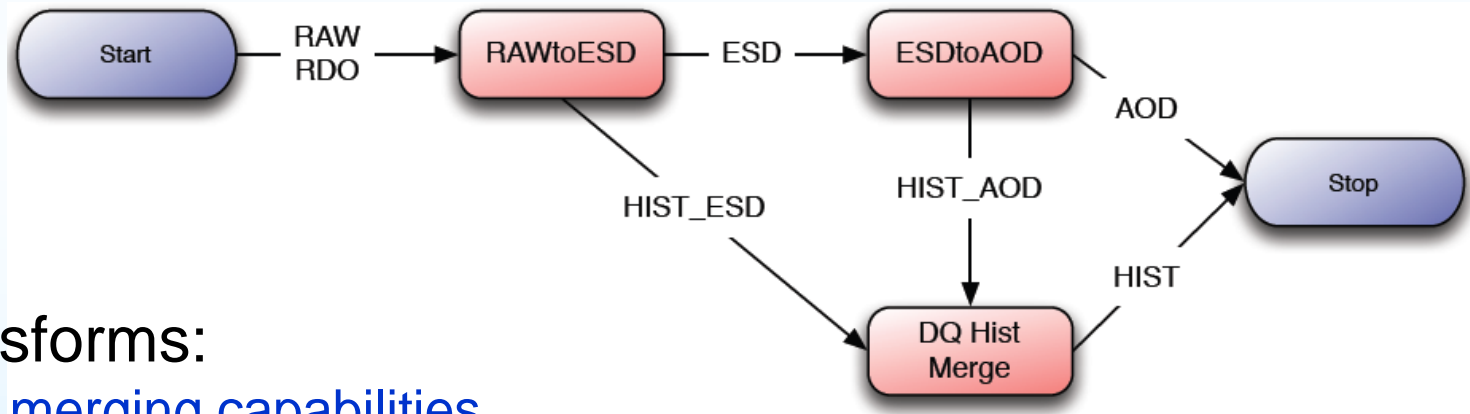 Start
RAW
RDO
RAWtoESD
ESD
ESDtoAOD
AOD
HIST_ESD
HIST_AOD
Stop
HIST
DQ Hist
Merge
sforms:
merging capabilities